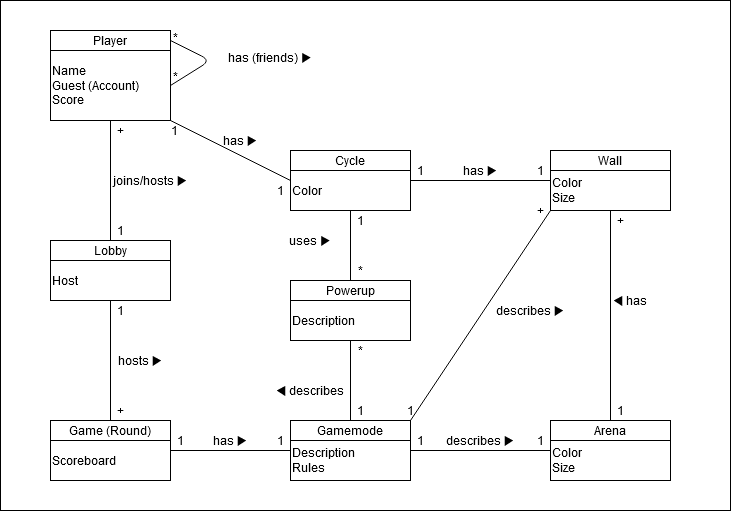 Player
Name
Guest (Account)
Score
*
*
has (friends) ▶
+
1
has ▶
1
joins/hosts ▶
1
Cycle
Color
1
has ▶
1
Wall
Color
Size
1
uses ▶
*
+
+
Lobby
Host
Powerup
Description
describes ▶
◀ has
1
hosts ▶
+
*
◀ describes
1
1
1
Game (Round)
Scoreboard
1
has ▶
1
Gamemode
Description
Rules
1
describes ▶
1
Arena
Color
Size